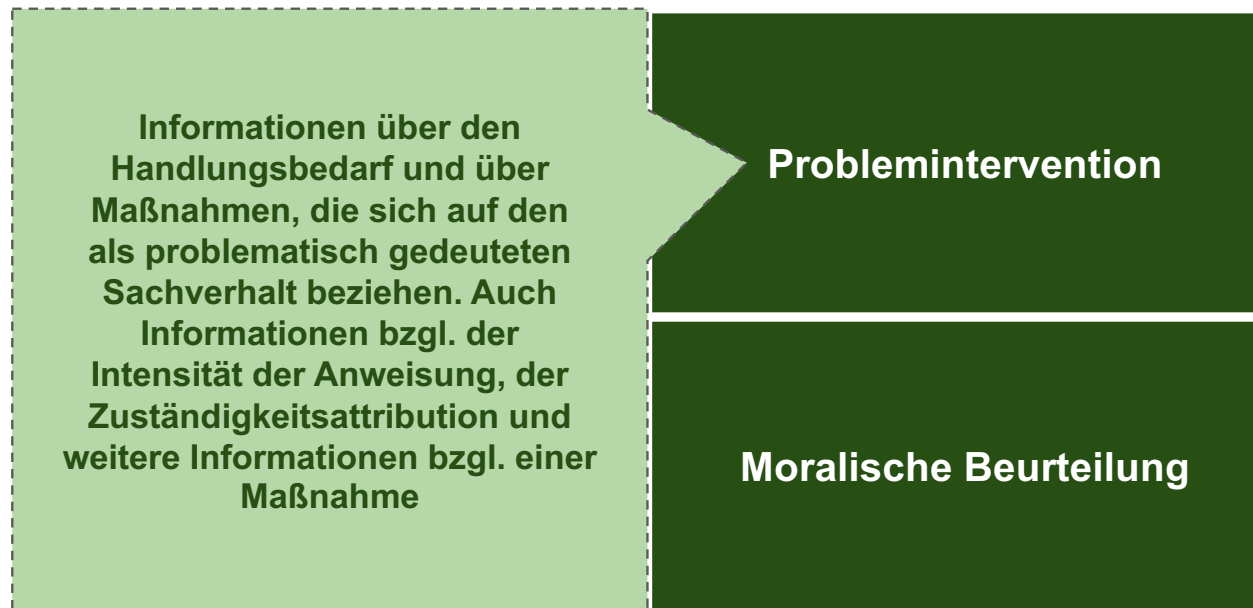 Informationen über den
Handlungsbedarf und über
Maßnahmen, die sich auf den
als problematisch gedeuteten
Sachverhalt beziehen. Auch
Informationen bzgl. der
Intensität der Anweisung, der
Zuständigkeitsattribution und
weitere Informationen bzgl. einer
Maßnahme
Problemintervention
Moralische Beurteilung